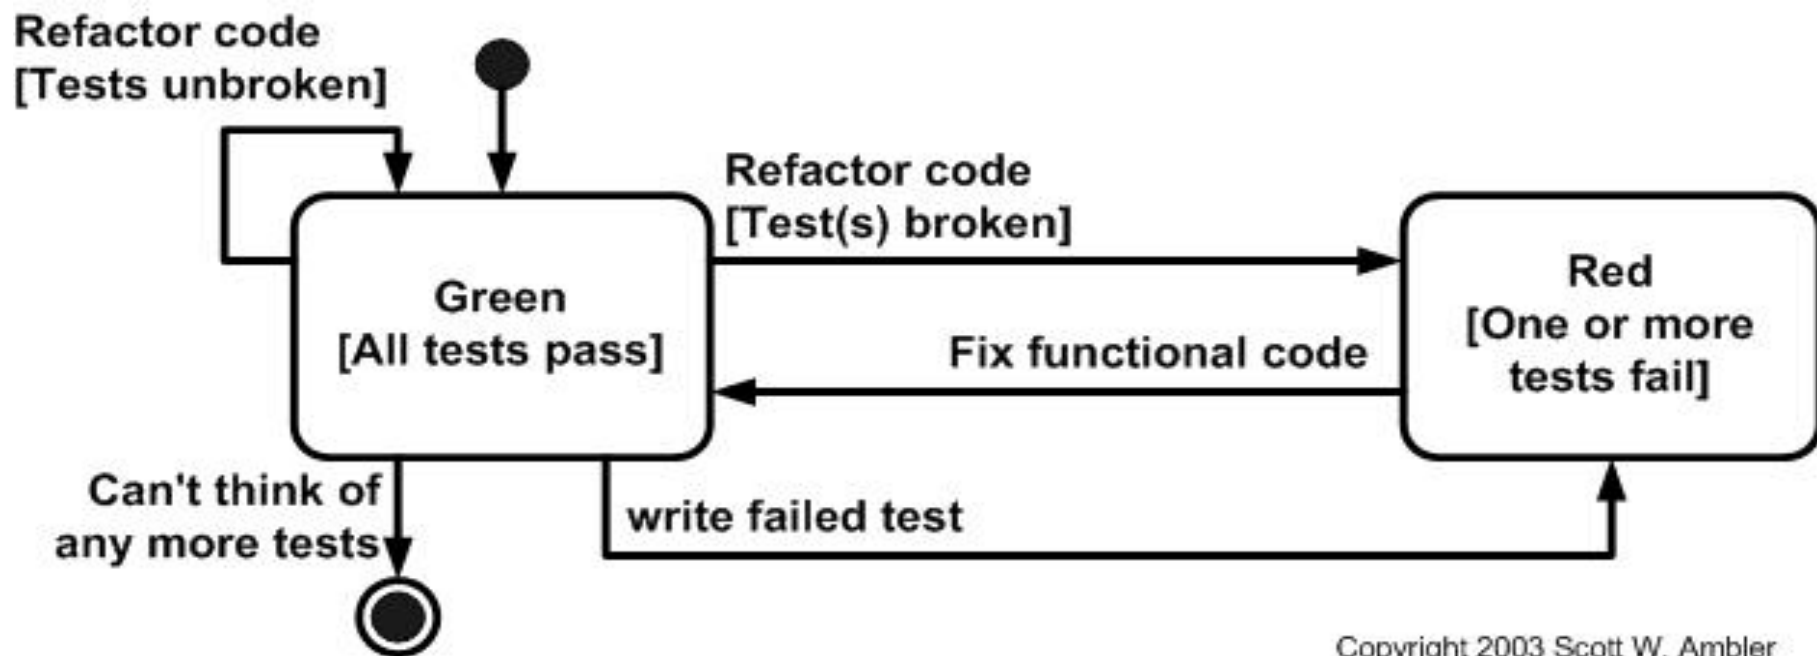 Refactor code
[Tests unbroken]
Refactor code
[Test(s) broken]
Green
[All tests pass]
Red
[One or more
tests fail]
Fix functional code
Can't think of
any more tests
write failed test
Copyright 2003 Scott W. Ambler